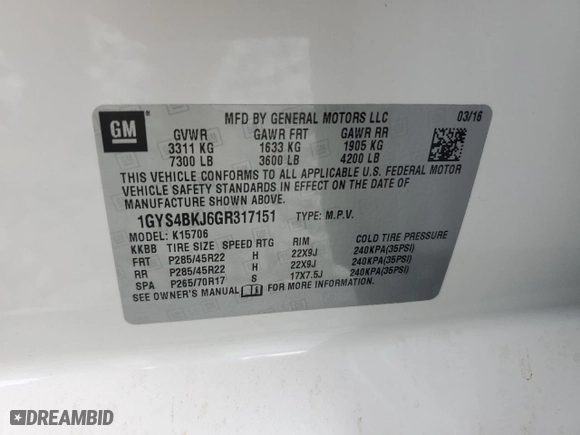 GM
MFD BY GENERAL MOTORS LLC 03/16
GVWR GAWR FRT GAWR RR
3311 KG 1633 KG 1905 KG
7300 LB 3600 LB 4200 LB
THIS VEHICLE CONFORMS TO ALL APPLICABLE U.S. FEDERAL MOTOR
VEHICLE SAFETY STANDARDS IN EFFECT ON THE DATE OF
MANUFACTURE SHOWN ABOVE.
1GYS4BKJ6GR317151 TYPE: M.P.V.
MODEL: K15706
KKBB TIRE SIZE SPEED RTG RIM COLD TIRE PRESSURE
FRT P285/45R22 H 22X9J 240KPA(35PSI)
RR P285/45R22 H 22X9J 240KPA(35PSI)
SPA P265/70R17 S 17X7.5J 240KPA(35PSI)
SEE OWNER'S MANUAL FOR MORE INFORMATION.
DREAMBID